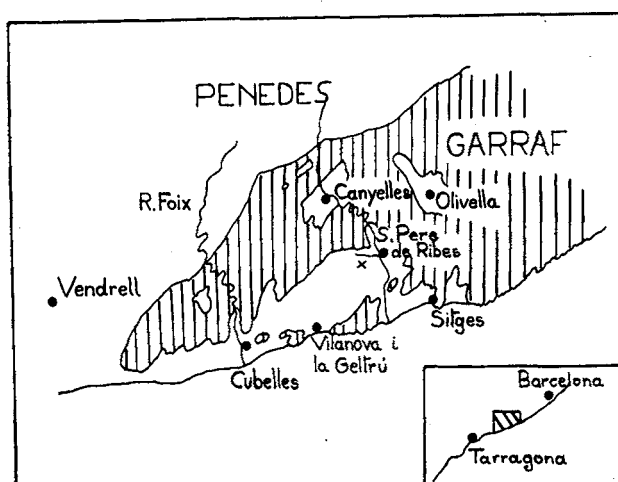 PENEDES
GARRAF
R.Foix
Canyelles
Olivella
S. Pere
de Ribes
x
Vendrell
Sitges
Vilanova i
la Geltrú
Cubelles
Barcelona
Tarragona